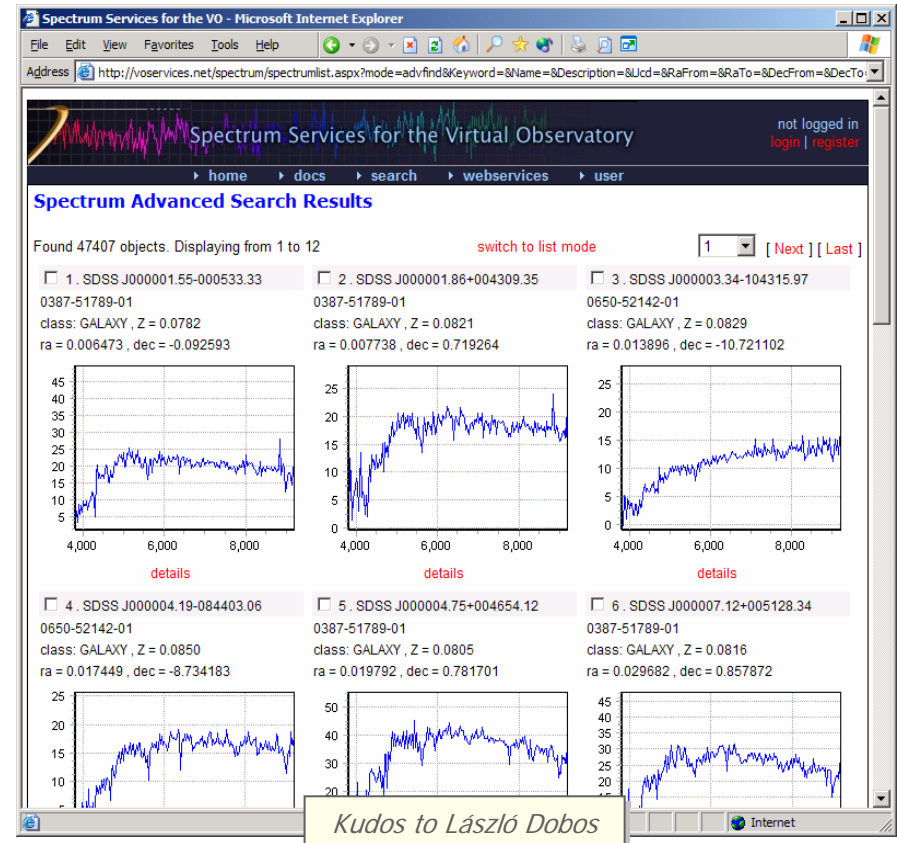 Spectrum Services for the VO - Microsoft Internet Explorer
File Edit View Favorites Tools Help
Address http://voservices.net/spectrum/spectrumlist.aspx?mode=advfind&Keyword=&Name=&Description=&Ucd=&RaFrom=&RaTo=&DecFrom=&DecTo
Spectrum Services for the Virtual Observatory
not logged in
login | register
home docs search webservices user
Spectrum Advanced Search Results
Found 47407 objects. Displaying from 1 to 12 switch to list mode 1 [ Next ] [ Last ]
1 . SDSS J000001.55-000533.33
0387-51789-01
class: GALAXY , Z = 0.0782
ra = 0.006473 , dec = -0.092593
45
40
35
30
25
20
15
10
5
4,000 6,000 8,000
details
2 . SDSS J000001.86+004309.35
0387-51789-01
class: GALAXY , Z = 0.0821
ra = 0.007738 , dec = 0.719264
25
20
15
10
5
0
4,000 6,000 8,000
details
3 . SDSS J000003.34-104315.97
0650-52142-01
class: GALAXY , Z = 0.0829
ra = 0.013896 , dec = -10.721102
25
20
15
10
5
0
4,000 6,000 8,000
details
4 . SDSS J000004.19-084403.06
0650-52142-01
class: GALAXY , Z = 0.0850
ra = 0.017449 , dec = -8.734183
25
20
15
10
5 . SDSS J000004.75+004654.12
0387-51789-01
class: GALAXY , Z = 0.0805
ra = 0.019792 , dec = 0.781701
50
40
30
20
6 . SDSS J000007.12+005128.34
0387-51789-01
class: GALAXY , Z = 0.0816
ra = 0.029682 , dec = 0.857872
45
40
35
30
25
20
Kudos to László Dobos
Internet